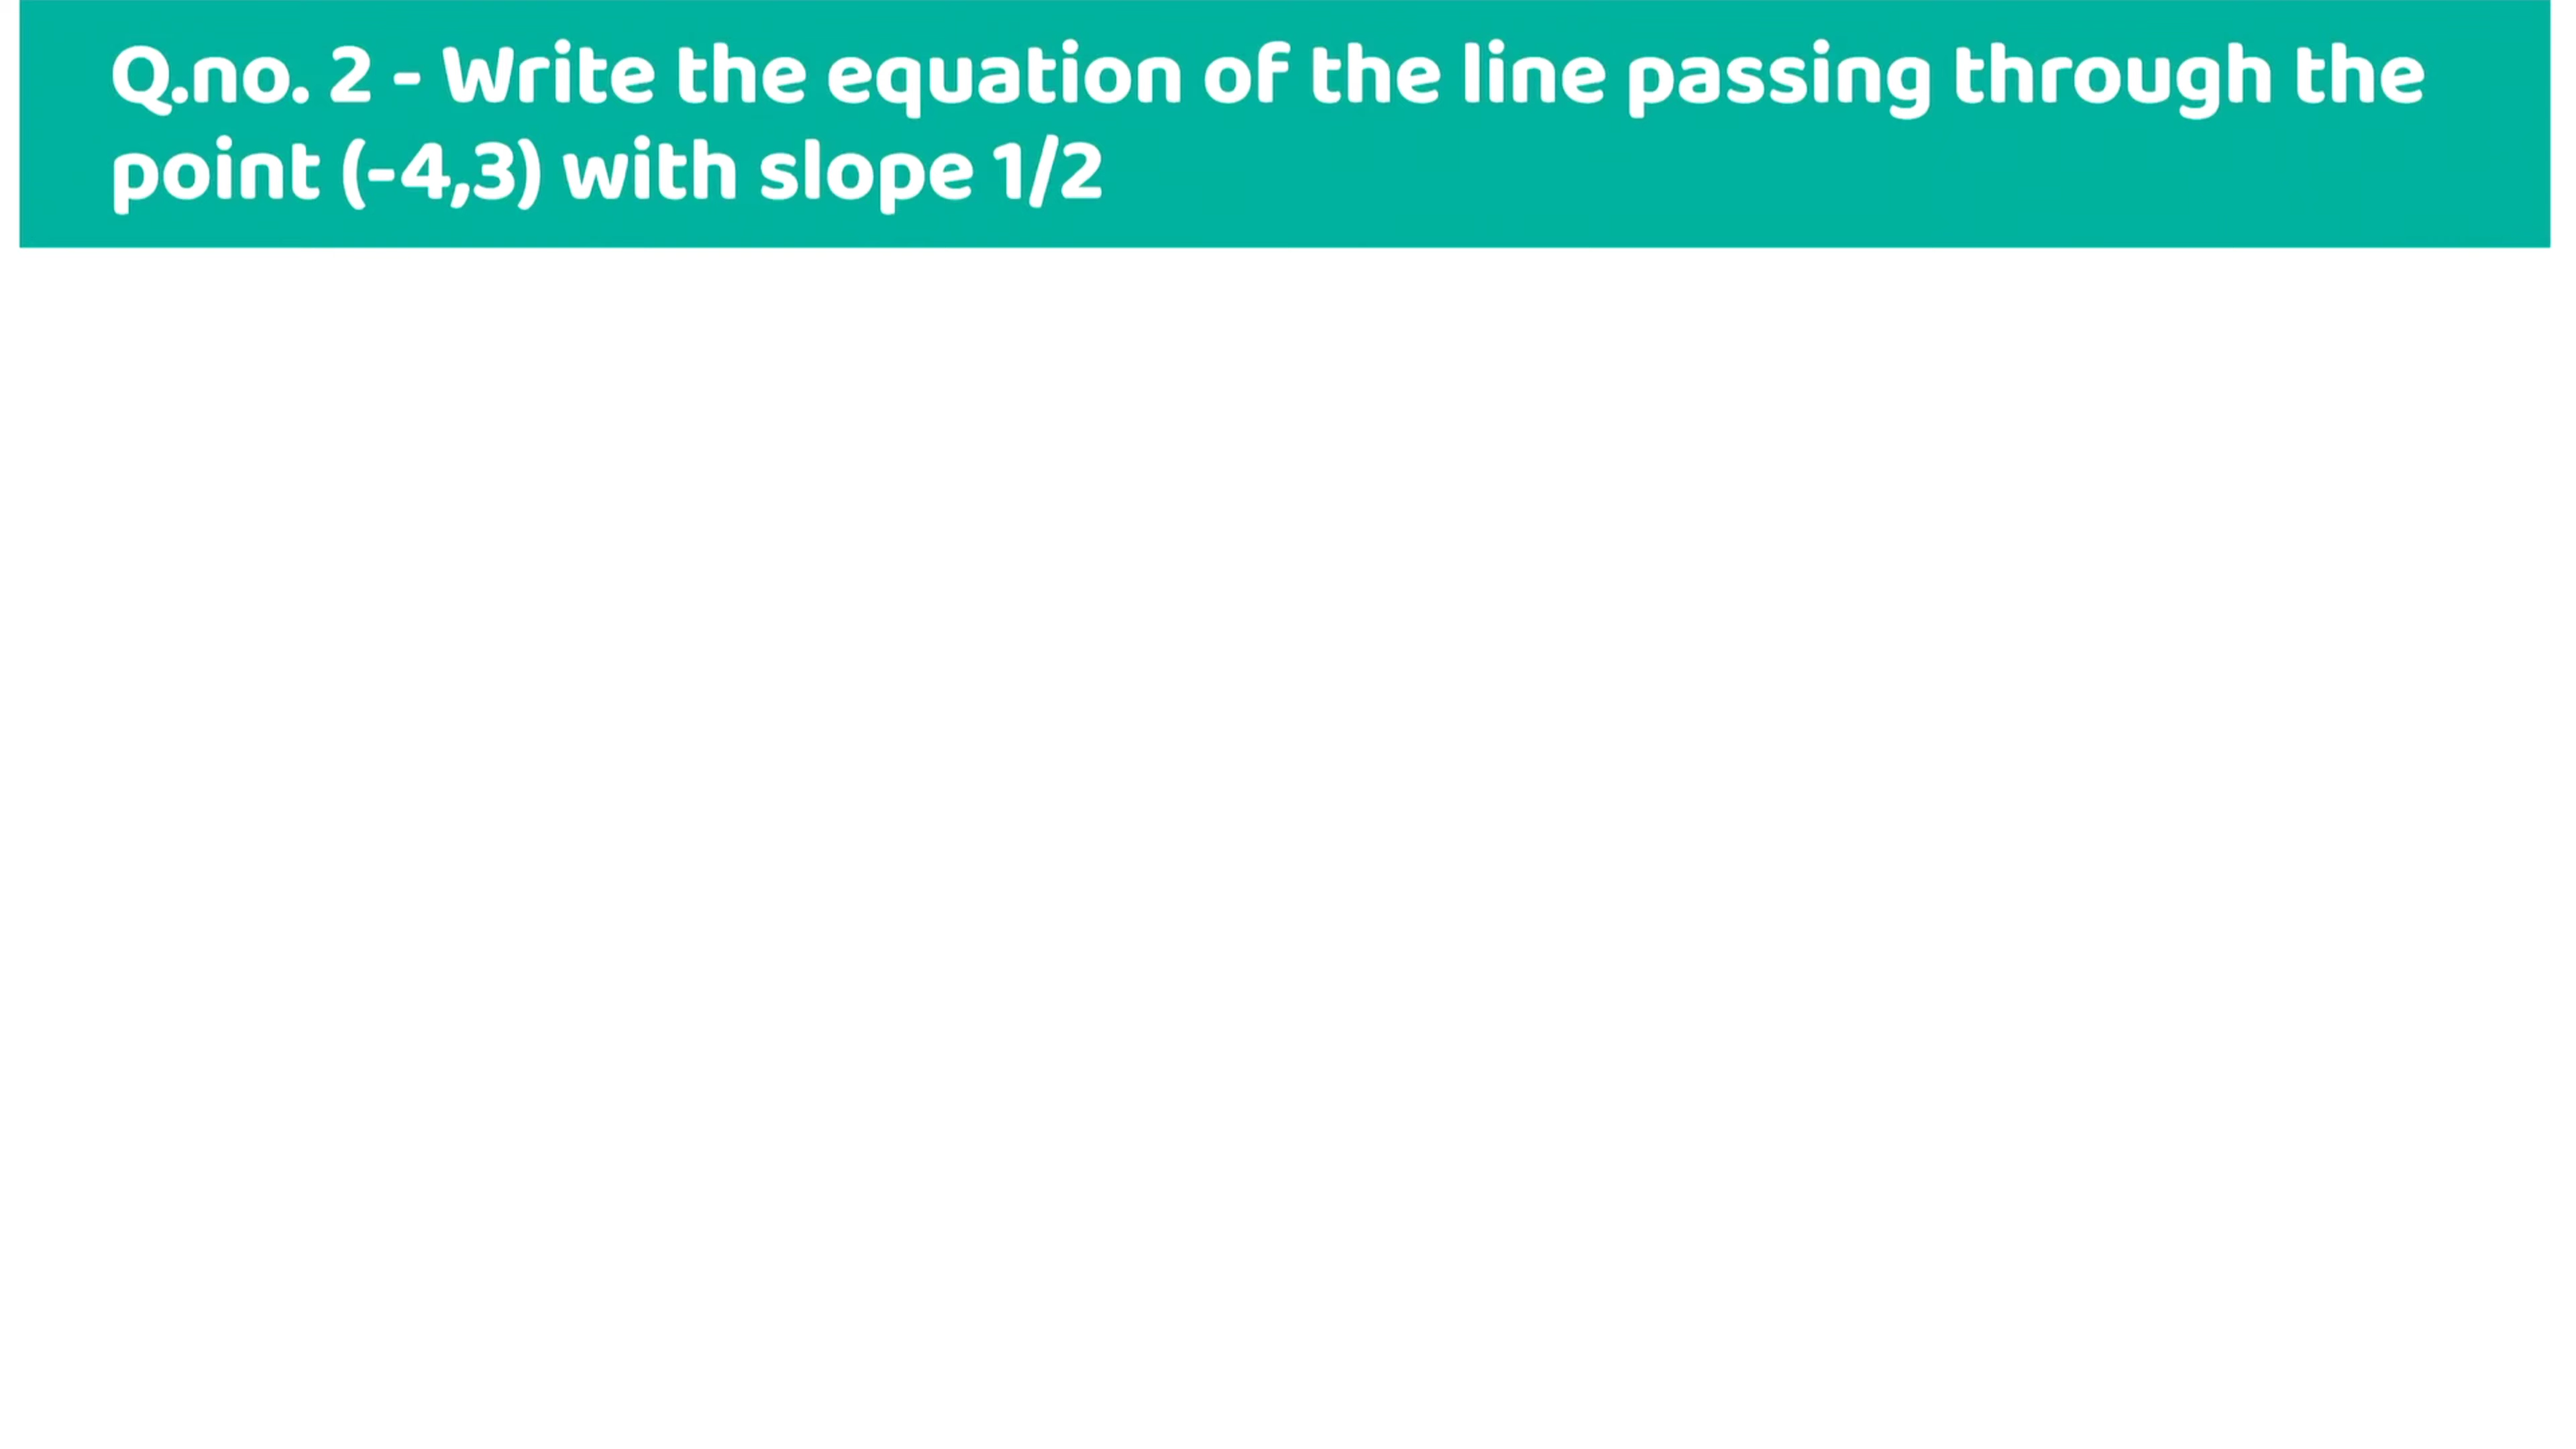 Q.no. 2 - Write the equation of the line passing through the
point (-4,3) with slope 1/2